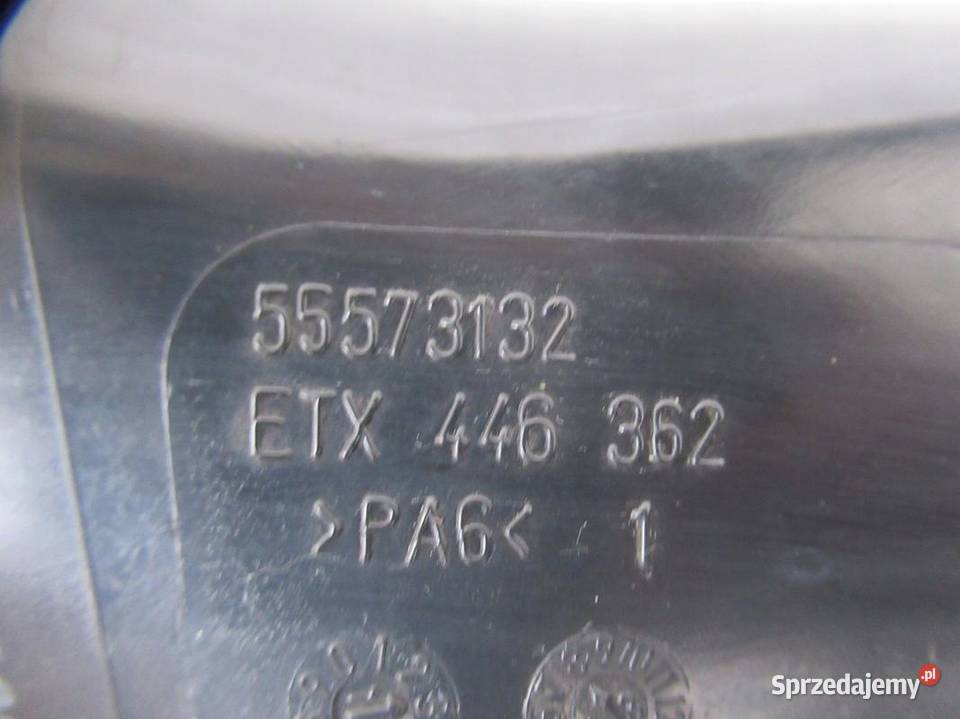 55573132
ETX 446 362
>PA6< 1
Sprzedajemy.pl